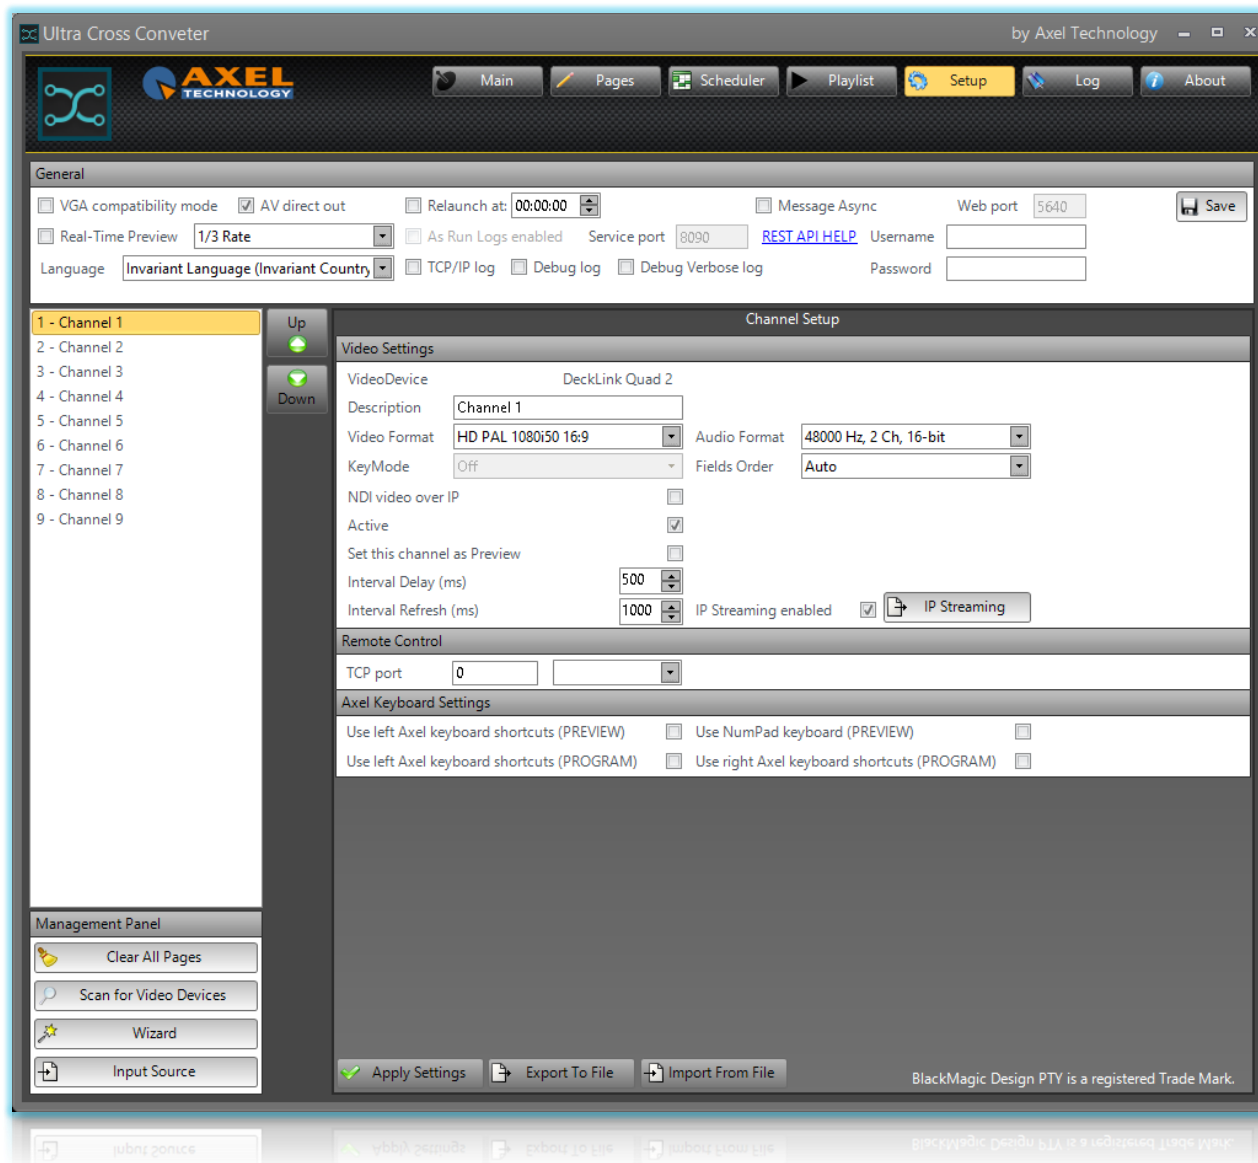 Ultra Cross Conveter by Axel Technology
AXEL TECHNOLOGY
Main Pages Scheduler Playlist Setup Log About
General
VGA compatibility mode AV direct out Relaunch at: 00:00:00 Message Async Web port 5640 Save
Real-Time Preview 1/3 Rate As Run Logs enabled Service port 8090 REST API HELP Username
Language Invariant Language (Invariant Country TCP/IP log Debug log Debug Verbose log Password
1 - Channel 1
2 - Channel 2
3 - Channel 3
4 - Channel 4
5 - Channel 5
6 - Channel 6
7 - Channel 7
8 - Channel 8
9 - Channel 9
Up
Down
Channel Setup
Video Settings
VideoDevice DeckLink Quad 2
Description Channel 1
Video Format HD PAL 1080i50 16:9 Audio Format 48000 Hz, 2 Ch, 16-bit
KeyMode Off Fields Order Auto
NDI video over IP
Active
Set this channel as Preview
Interval Delay (ms) 500
Interval Refresh (ms) 1000 IP Streaming enabled IP Streaming
Remote Control
TCP port 0
Axel Keyboard Settings
Use left Axel keyboard shortcuts (PREVIEW) Use NumPad keyboard (PREVIEW)
Use left Axel keyboard shortcuts (PROGRAM) Use right Axel keyboard shortcuts (PROGRAM)
Management Panel
Clear All Pages
Scan for Video Devices
Wizard
Input Source
Apply Settings Export To File Import From File BlackMagic Design PTY is a registered Trade Mark.